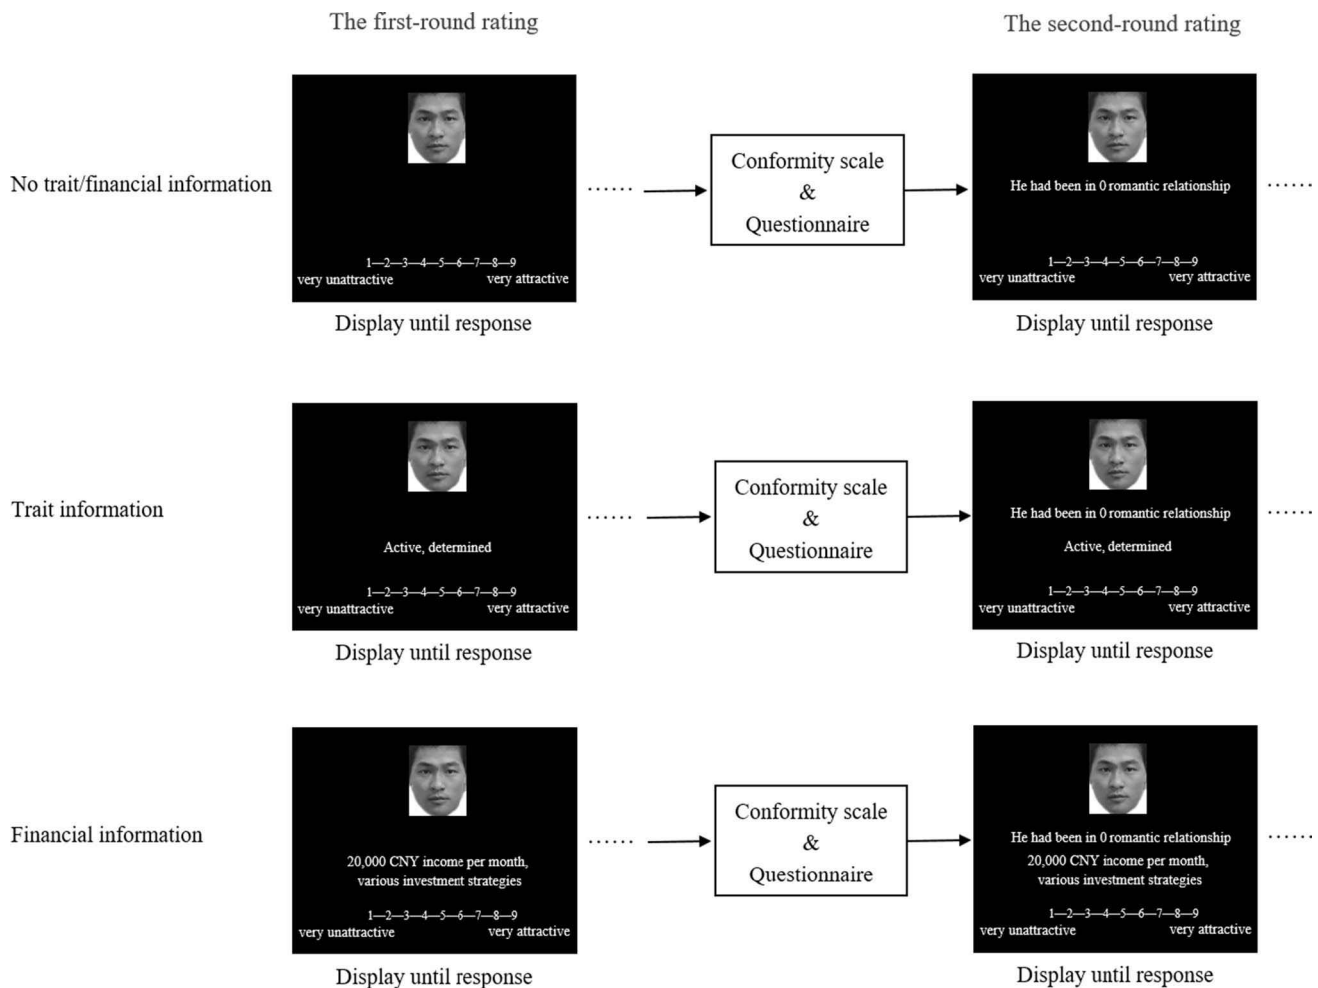 The first-round rating
The second-round rating
No trait/financial information
1—2—3—4—5—6—7—8—9
very unattractive
very attractive
Display until response
......
Conformity scale
&
Questionnaire
He had been in 0 romantic relationship
1—2—3—4—5—6—7—8—9
very unattractive
very attractive
Display until response
......
Trait information
Active, determined
1—2—3—4—5—6—7—8—9
very unattractive
very attractive
Display until response
......
Conformity scale
&
Questionnaire
He had been in 0 romantic relationship
Active, determined
1—2—3—4—5—6—7—8—9
very unattractive
very attractive
Display until response
......
Financial information
20,000 CNY income per month,
various investment strategies
1—2—3—4—5—6—7—8—9
very unattractive
very attractive
Display until response
......
Conformity scale
&
Questionnaire
He had been in 0 romantic relationship
20,000 CNY income per month,
various investment strategies
1—2—3—4—5—6—7—8—9
very unattractive
very attractive
Display until response
......